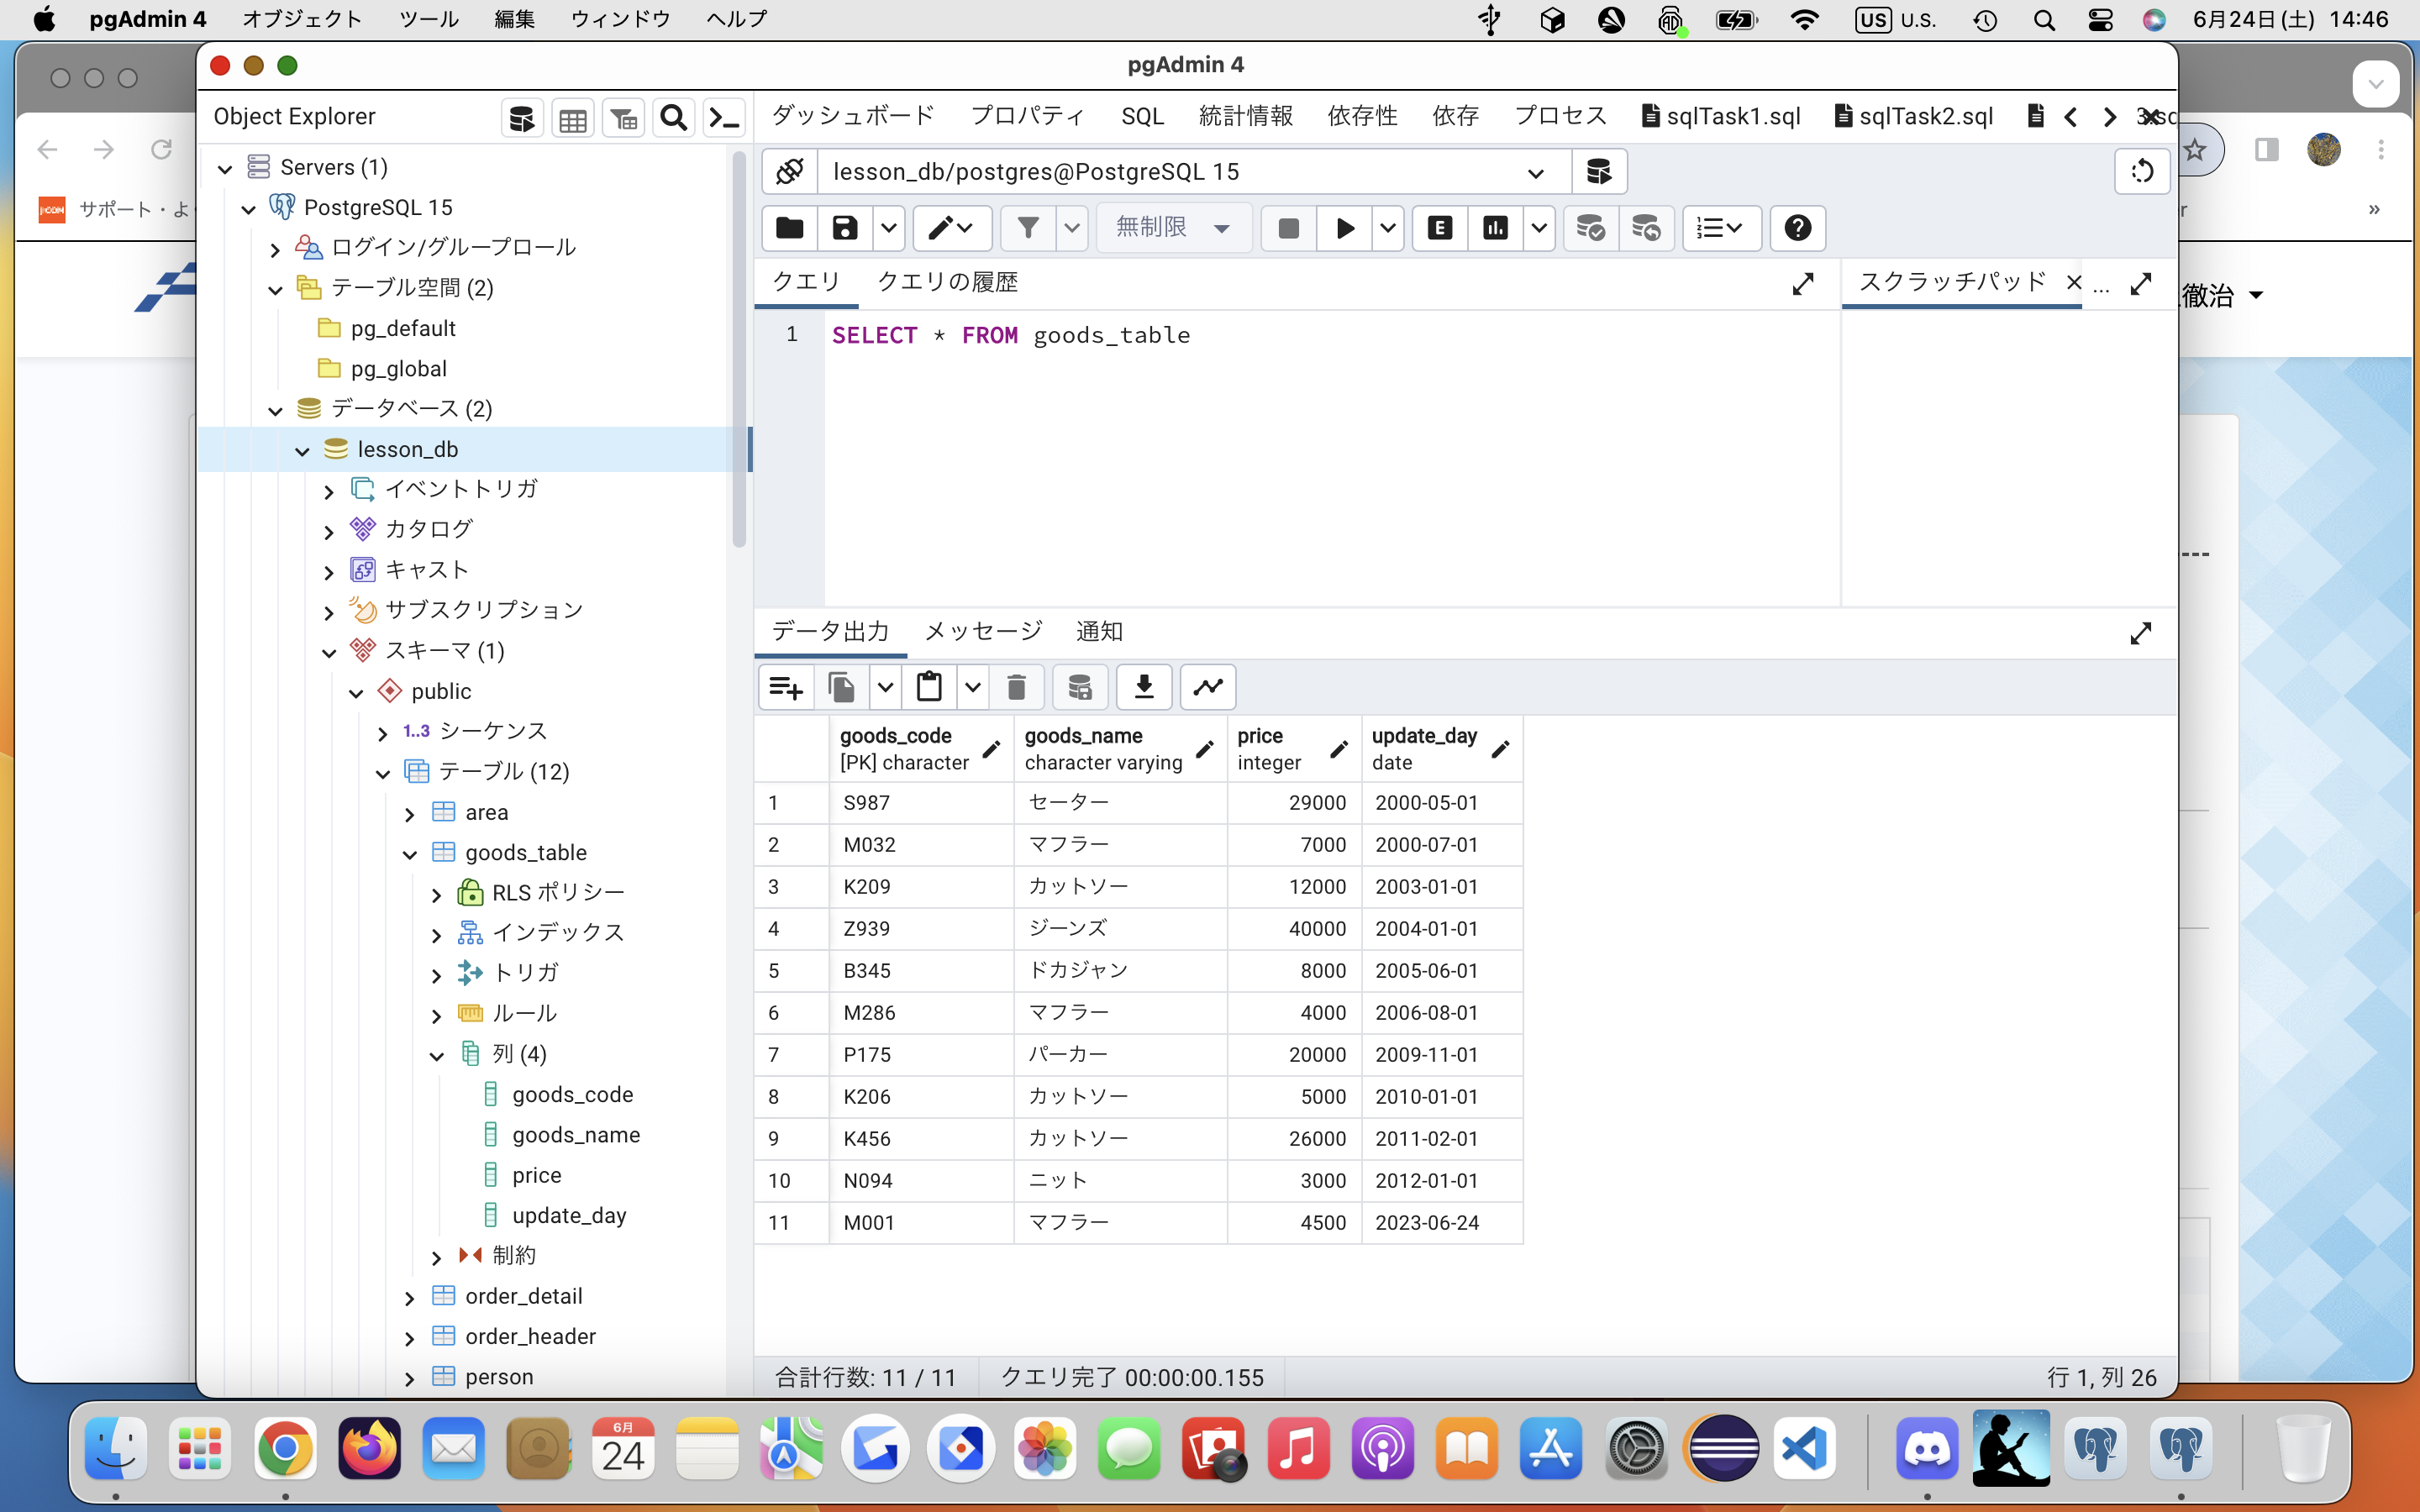 pgAdmin 4 オブジェクト ツール 編集 ウィンドウ ヘルプ US U.S. 6月24日(土) 14:46
pgAdmin 4
Object Explorer
ダッシュボード プロパティ SQL 統計情報 依存性 依存 プロセス sqlTask1.sql sqlTask2.sql
Servers (1)
PostgreSQL 15
ログイン/グループロール
テーブル空間 (2)
pg_default
pg_global
データベース (2)
lesson_db
イベントトリガ
カタログ
キャスト
サブスクリプション
スキーマ (1)
public
1..3 シーケンス
テーブル (12)
area
goods_table
RLS ポリシー
インデックス
トリガ
ルール
列 (4)
goods_code
goods_name
price
update_day
制約
order_detail
order_header
person
lesson_db/postgres@PostgreSQL 15
無制限
E
クエリ クエリの履歴
スクラッチパッド × ...
1 SELECT * FROM goods_table
データ出力 メッセージ 通知
goods_code goods_name price update_day
[PK] character character varying integer date
1 S987 セーター 29000 2000-05-01
2 M032 マフラー 7000 2000-07-01
3 K209 カットソー 12000 2003-01-01
4 Z939 ジーンズ 40000 2004-01-01
5 B345 ドカジャン 8000 2005-06-01
6 M286 マフラー 4000 2006-08-01
7 P175 パーカー 20000 2009-11-01
8 K206 カットソー 5000 2010-01-01
9 K456 カットソー 26000 2011-02-01
10 N094 ニット 3000 2012-01-01
11 M001 マフラー 4500 2023-06-24
合計行数: 11 / 11 クエリ完了 00:00:00.155
行 1, 列 26
J:COM サポート・よ
徹治
6月
24